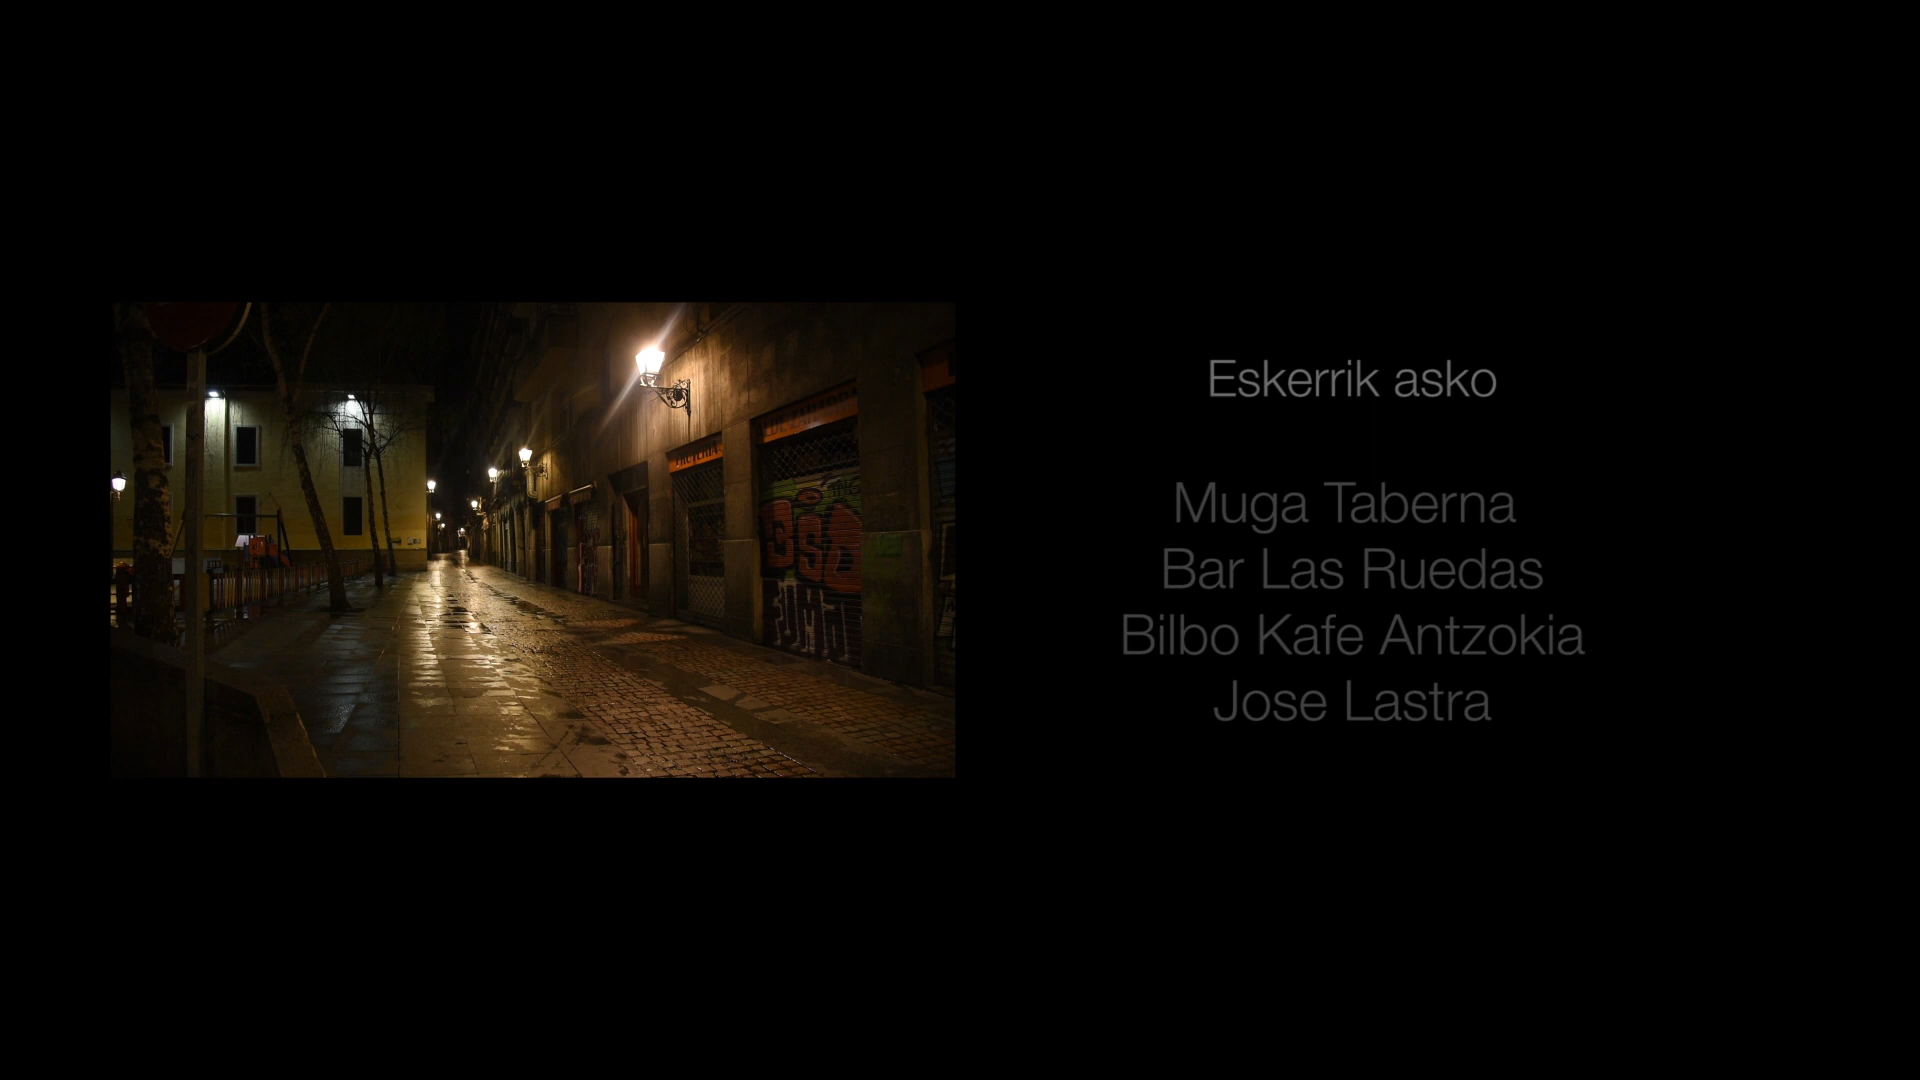 Eskerrik asko
Muga Taberna
Bar Las Ruedas
Bilbo Kafe Antzokia
Jose Lastra